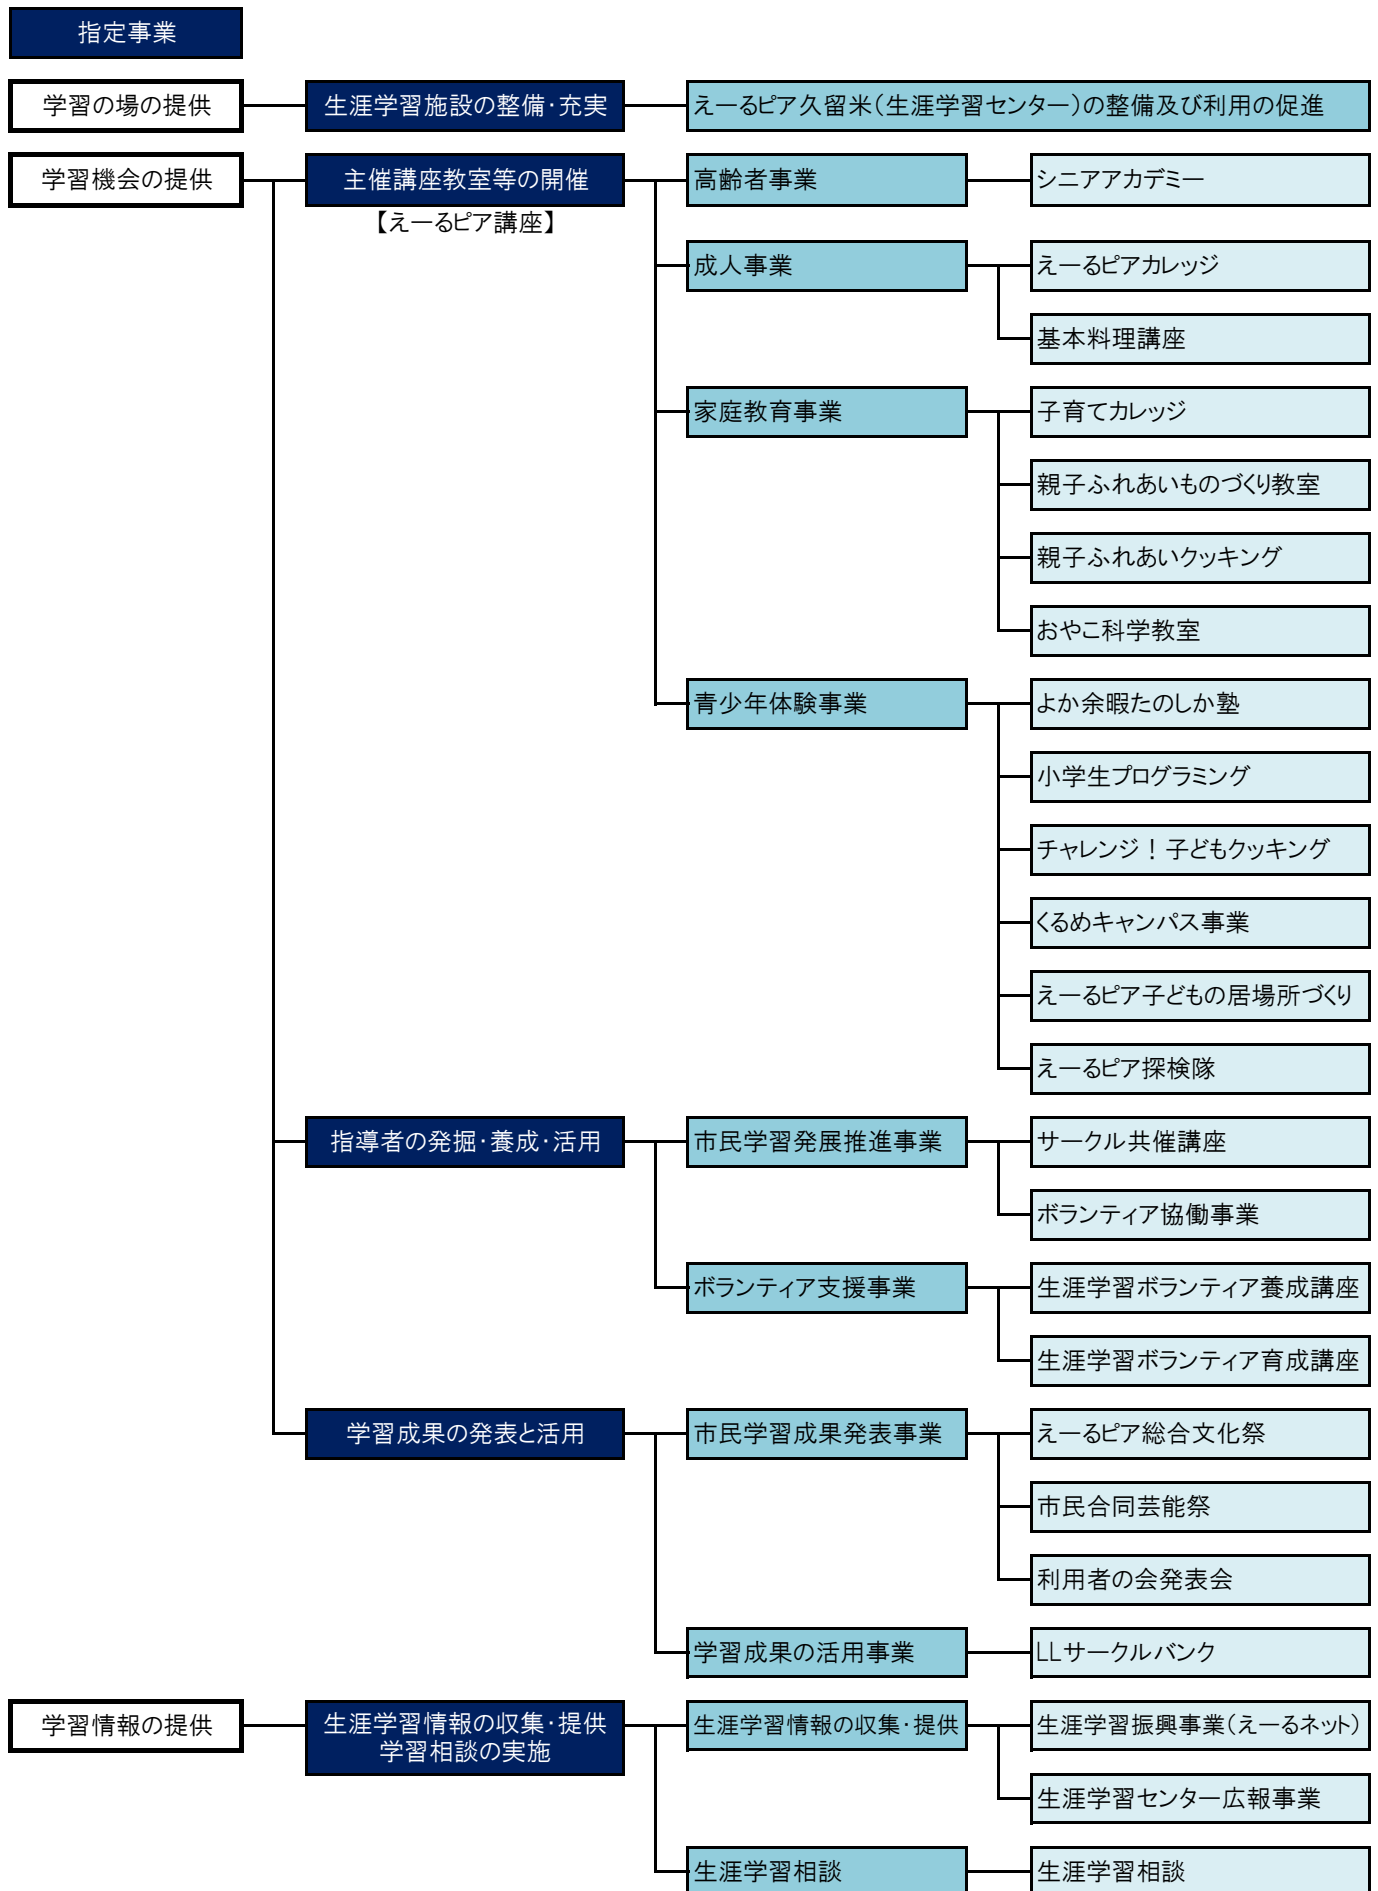 指定事業
学習の場の提供
生涯学習施設の整備・充実
えーるピア久留米（生涯学習センター）の整備及び利用の促進
学習機会の提供
主催講座教室等の開催
【えーるピア講座】
高齢者事業
シニアアカデミー
成人事業
えーるピアカレッジ
基本料理講座
家庭教育事業
子育てカレッジ
親子ふれあいものづくり教室
親子ふれあいクッキング
おやこ科学教室
青少年体験事業
よか余暇たのしか塾
小学生プログラミング
チャレンジ！子どもクッキング
くるめキャンパス事業
えーるピア子どもの居場所づくり
えーるピア探検隊
指導者の発掘・養成・活用
市民学習発展推進事業
サークル共催講座
ボランティア協働事業
ボランティア支援事業
生涯学習ボランティア養成講座
生涯学習ボランティア育成講座
学習成果の発表と活用
市民学習成果発表事業
えーるピア総合文化祭
市民合同芸能祭
利用者の会発表会
学習成果の活用事業
LLサークルバンク
学習情報の提供
生涯学習情報の収集・提供
学習相談の実施
生涯学習情報の収集・提供
生涯学習振興事業（えーるネット）
生涯学習センター広報事業
生涯学習相談
生涯学習相談